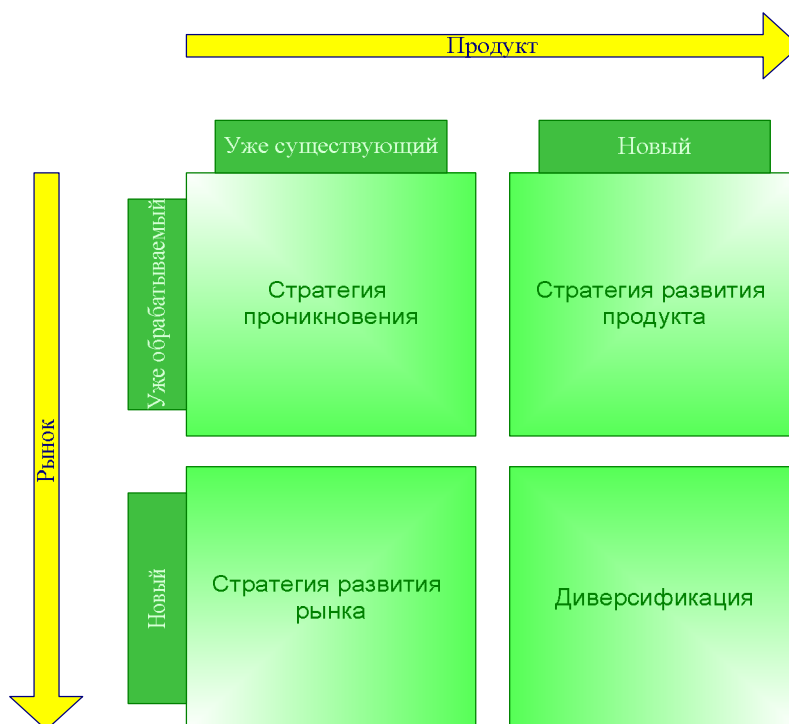 Продукт
Уже существующий
Новый
Рынок
Уже обрабатываемый
Стратегия
проникновения
Стратегия развития
продукта
Новый
Стратегия развития
рынка
Диверсификация